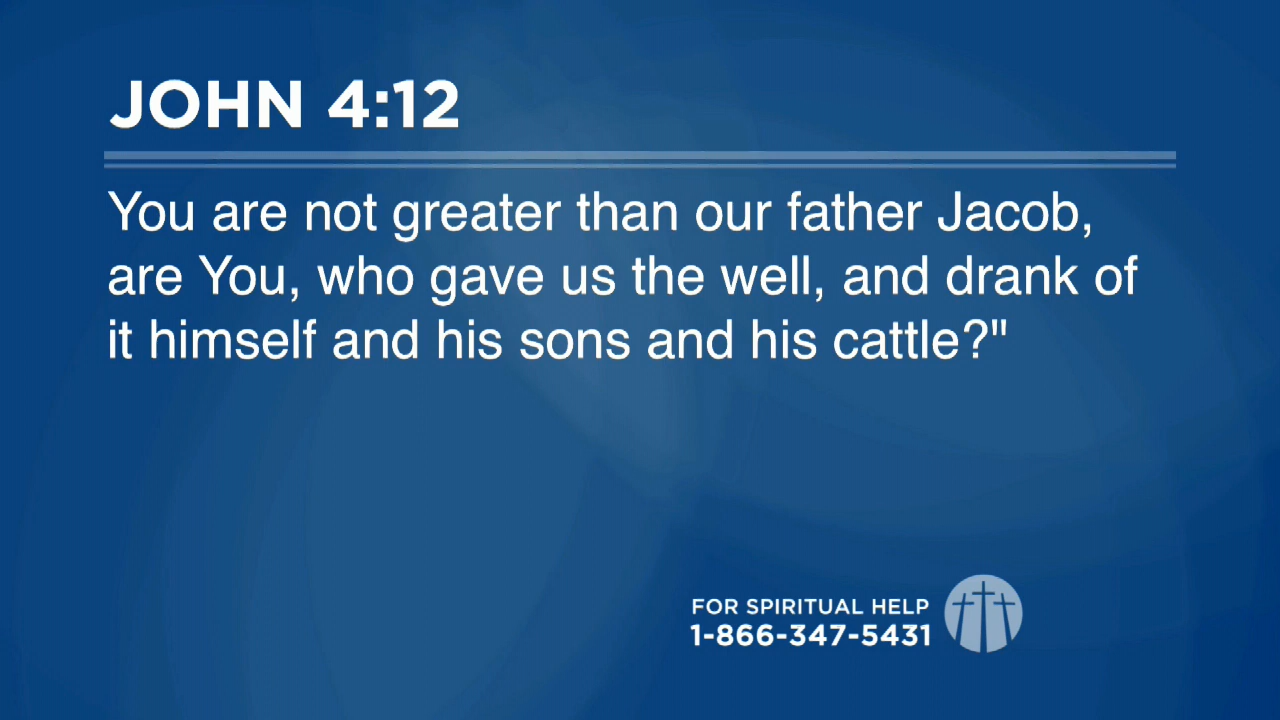 JOHN 4:12
You are not greater than our father Jacob,
are You, who gave us the well, and drank of
it himself and his sons and his cattle?"
FOR SPIRITUAL HELP
1-866-347-5431